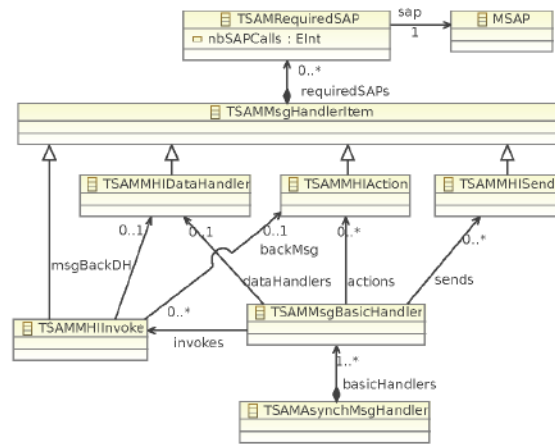 TSAMRequiredSAP
nbSAPCalls : EInt
sap
1
MSAP
0..*
requiredSAPs
TSAMMsgHandlerItem
TSAMMHIDataHandler
TSAMMHIAction
TSAMMHISend
0..1
0..1
0..1
0..*
0..*
backMsg
msgBackDH
dataHandlers
actions
sends
0..*
TSAMMHIInvoke
TSAMMsgBasicHandler
invokes
1..*
basicHandlers
TSAMAsynchMsgHandler